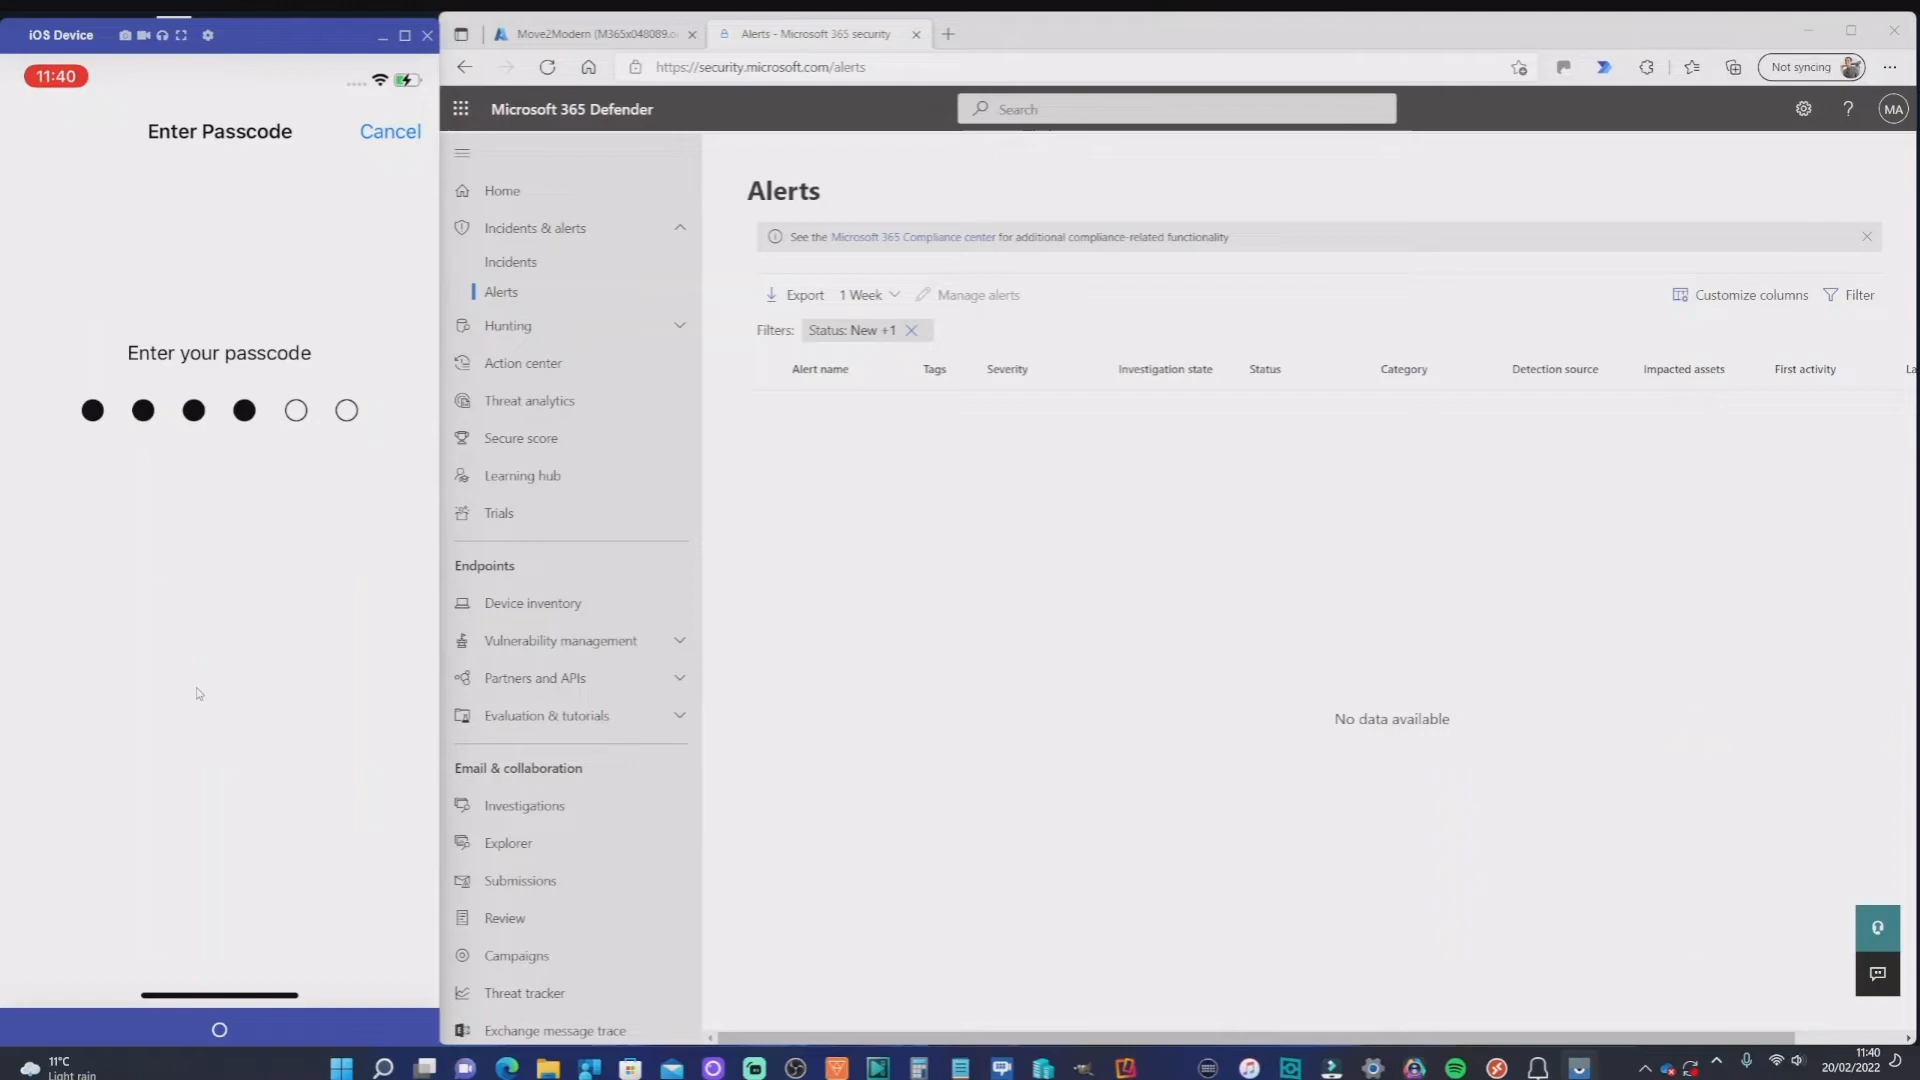 iOS Device
11:40
Enter Passcode
Cancel
Enter your passcode
Move2Modern (M365x048089.o
Alerts - Microsoft 365 security
https://security.microsoft.com/alerts
Not syncing
Microsoft 365 Defender
Search
MA
Home
Incidents & alerts
Incidents
Alerts
Hunting
Action center
Threat analytics
Secure score
Learning hub
Trials
Endpoints
Device inventory
Vulnerability management
Partners and APIs
Evaluation & tutorials
Email & collaboration
Investigations
Explorer
Submissions
Review
Campaigns
Threat tracker
Exchange message trace
Alerts
See the Microsoft 365 Compliance center for additional compliance-related functionality
Export 1 Week Manage alerts
Customize columns Filter
Filters: Status: New +1
Alert name Tags Severity Investigation state Status Category Detection source Impacted assets First activity La
No data available
11°C
Light rain
11:40
20/02/2022